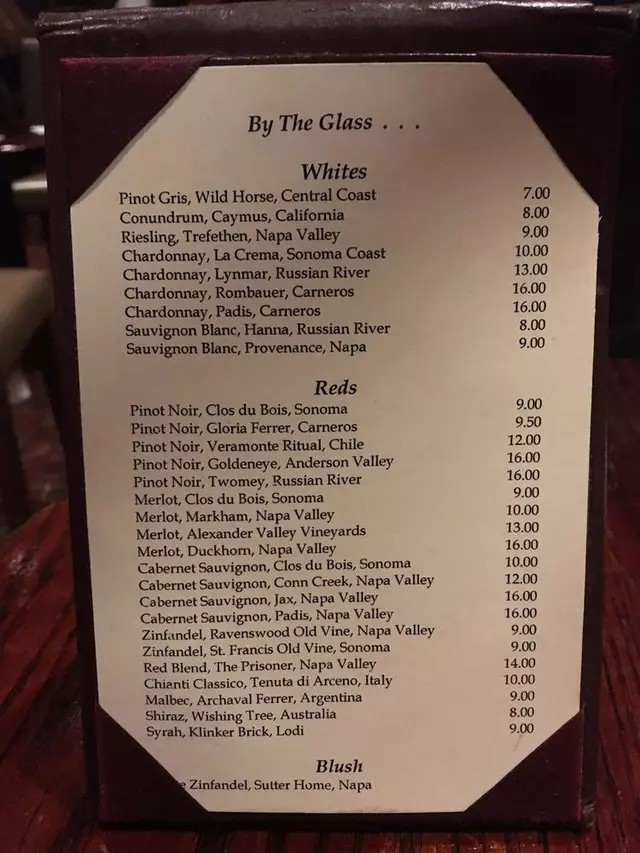 By The Glass . . .
Whites
Pinot Gris, Wild Horse, Central Coast 7.00
Conundrum, Caymus, California 8.00
Riesling, Trefethen, Napa Valley 9.00
Chardonnay, La Crema, Sonoma Coast 10.00
Chardonnay, Lynmar, Russian River 13.00
Chardonnay, Rombauer, Carneros 16.00
Chardonnay, Padis, Carneros 16.00
Sauvignon Blanc, Hanna, Russian River 8.00
Sauvignon Blanc, Provenance, Napa 9.00
Reds
Pinot Noir, Clos du Bois, Sonoma 9.00
Pinot Noir, Gloria Ferrer, Carneros 9.50
Pinot Noir, Veramonte Ritual, Chile 12.00
Pinot Noir, Goldeneye, Anderson Valley 16.00
Pinot Noir, Twomey, Russian River 16.00
Merlot, Clos du Bois, Sonoma 9.00
Merlot, Markham, Napa Valley 10.00
Merlot, Alexander Valley Vineyards 13.00
Merlot, Duckhorn, Napa Valley 16.00
Cabernet Sauvignon, Clos du Bois, Sonoma 10.00
Cabernet Sauvignon, Conn Creek, Napa Valley 12.00
Cabernet Sauvignon, Jax, Napa Valley 16.00
Cabernet Sauvignon, Padis, Napa Valley 16.00
Zinfandel, Ravenswood Old Vine, Napa Valley 9.00
Zinfandel, St. Francis Old Vine, Sonoma 9.00
Red Blend, The Prisoner, Napa Valley 14.00
Chianti Classico, Tenuta di Arceno, Italy 10.00
Malbec, Archaval Ferrer, Argentina 9.00
Shiraz, Wishing Tree, Australia 8.00
Syrah, Klinker Brick, Lodi 9.00
Blush
e Zinfandel, Sutter Home, Napa